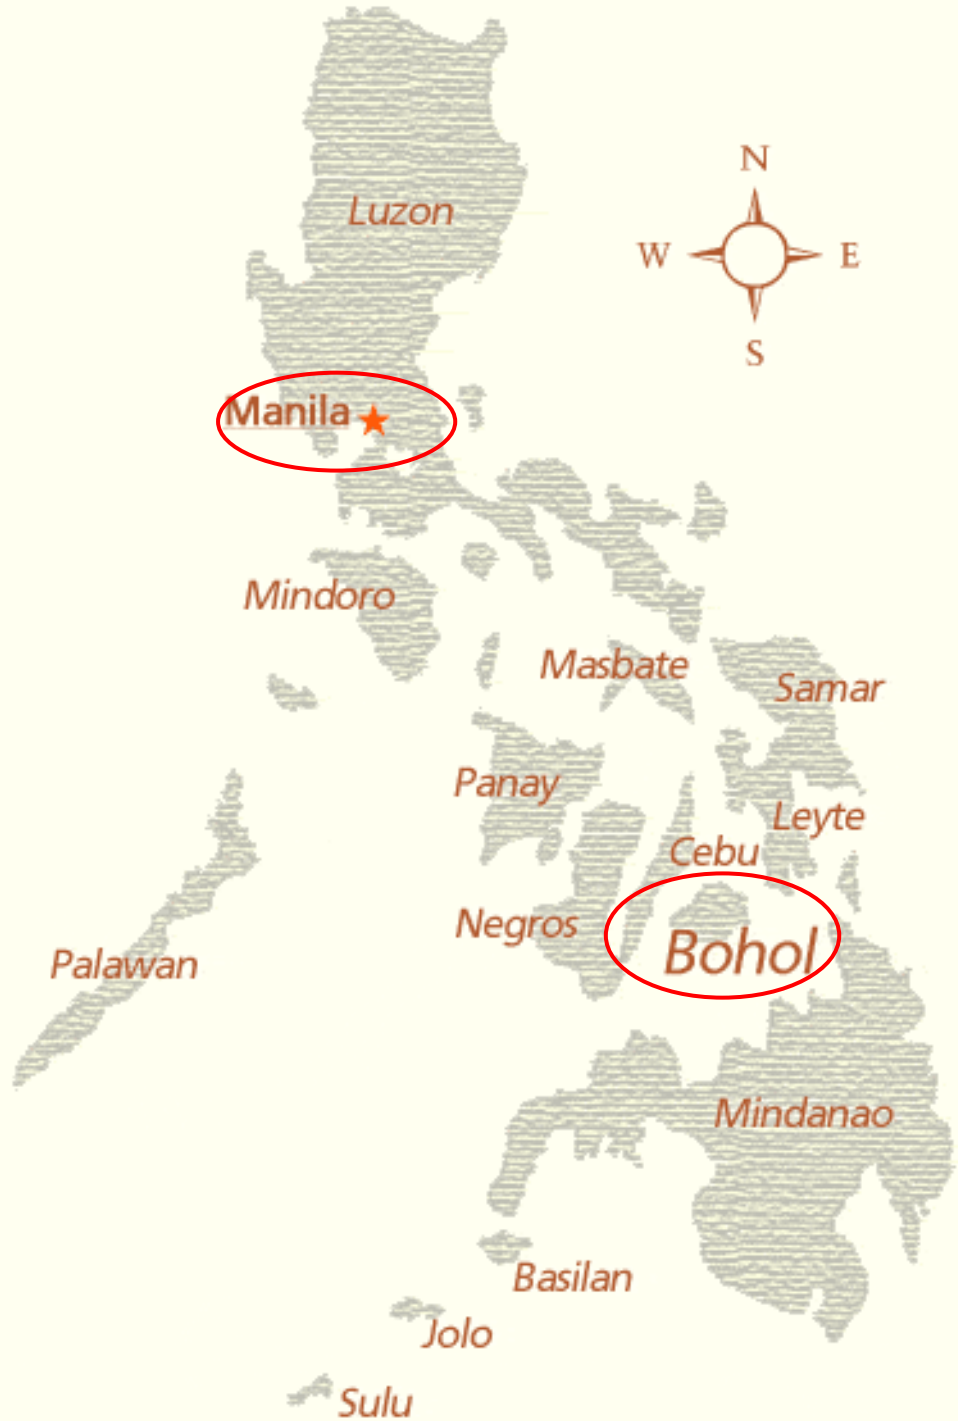 N
Luzon
W
E
S
Manila
Mindoro
Masbate
Samar
Panay
Leyte
Cebu
Negros
Bohol
Palawan
Mindanao
Basilan
Jolo
Sulu